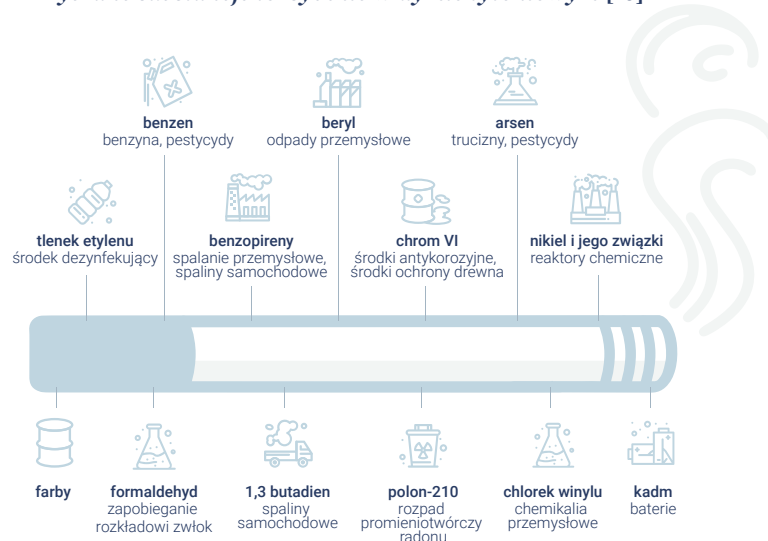 benzen
benzyna, pestycydy
beryl
odpady przemysłowe
arsen
trucizny, pestycydy
tlenek etylenu
środek dezynfekujący
benzopireny
spalanie przemysłowe,
spaliny samochodowe
chrom VI
środki antykorozyjne,
środki ochrony drewna
nikiel i jego związki
reaktory chemiczne
farby
formaldehyd
zapobieganie
rozkładowi zwłok
1,3 butadien
spaliny
samochodowe
polon-210
rozpad
promieniotwórczy
radonu
chlorek winylu
chemikalia
przemysłowe
kadm
baterie